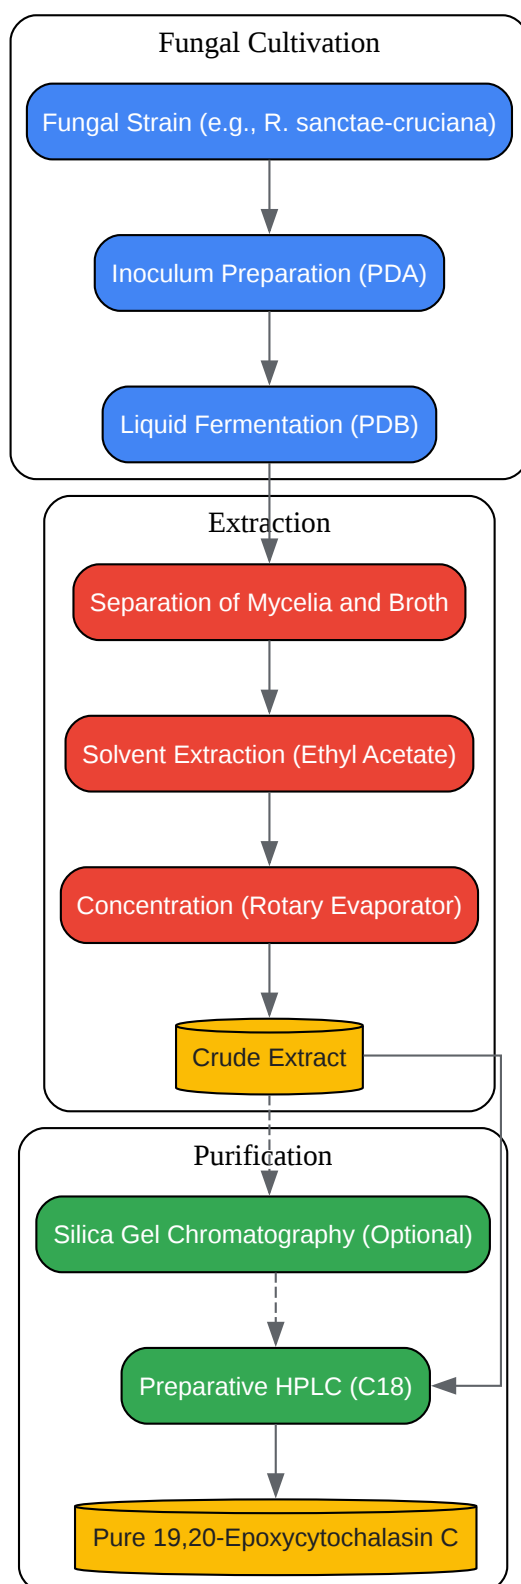 Fungal Cultivation
Fungal Strain (e.g., R. sanctae-cruciana)
Inoculum Preparation (PDA)
Liquid Fermentation (PDB)
Extraction
Separation of Mycelia and Broth
Solvent Extraction (Ethyl Acetate)
Concentration (Rotary Evaporator)
Crude Extract
Purification
Silica Gel Chromatography (Optional)
Preparative HPLC (C18)
Pure 19,20-Epoxycytochalasin C